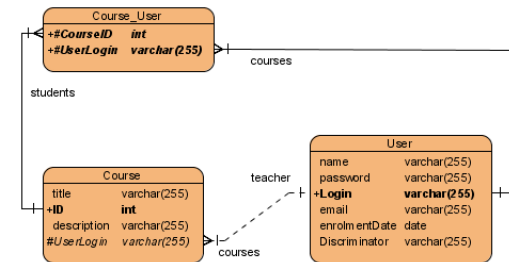 Course_User
+#CourseID int
+#UserLogin varchar(255)
courses
students
User
name varchar(255)
password varchar(255)
+Login varchar(255)
email varchar(255)
enrolmentDate date
Discriminator varchar(255)
teacher
Course
title varchar(255)
+ID int
description varchar(255)
#UserLogin varchar(255)
courses